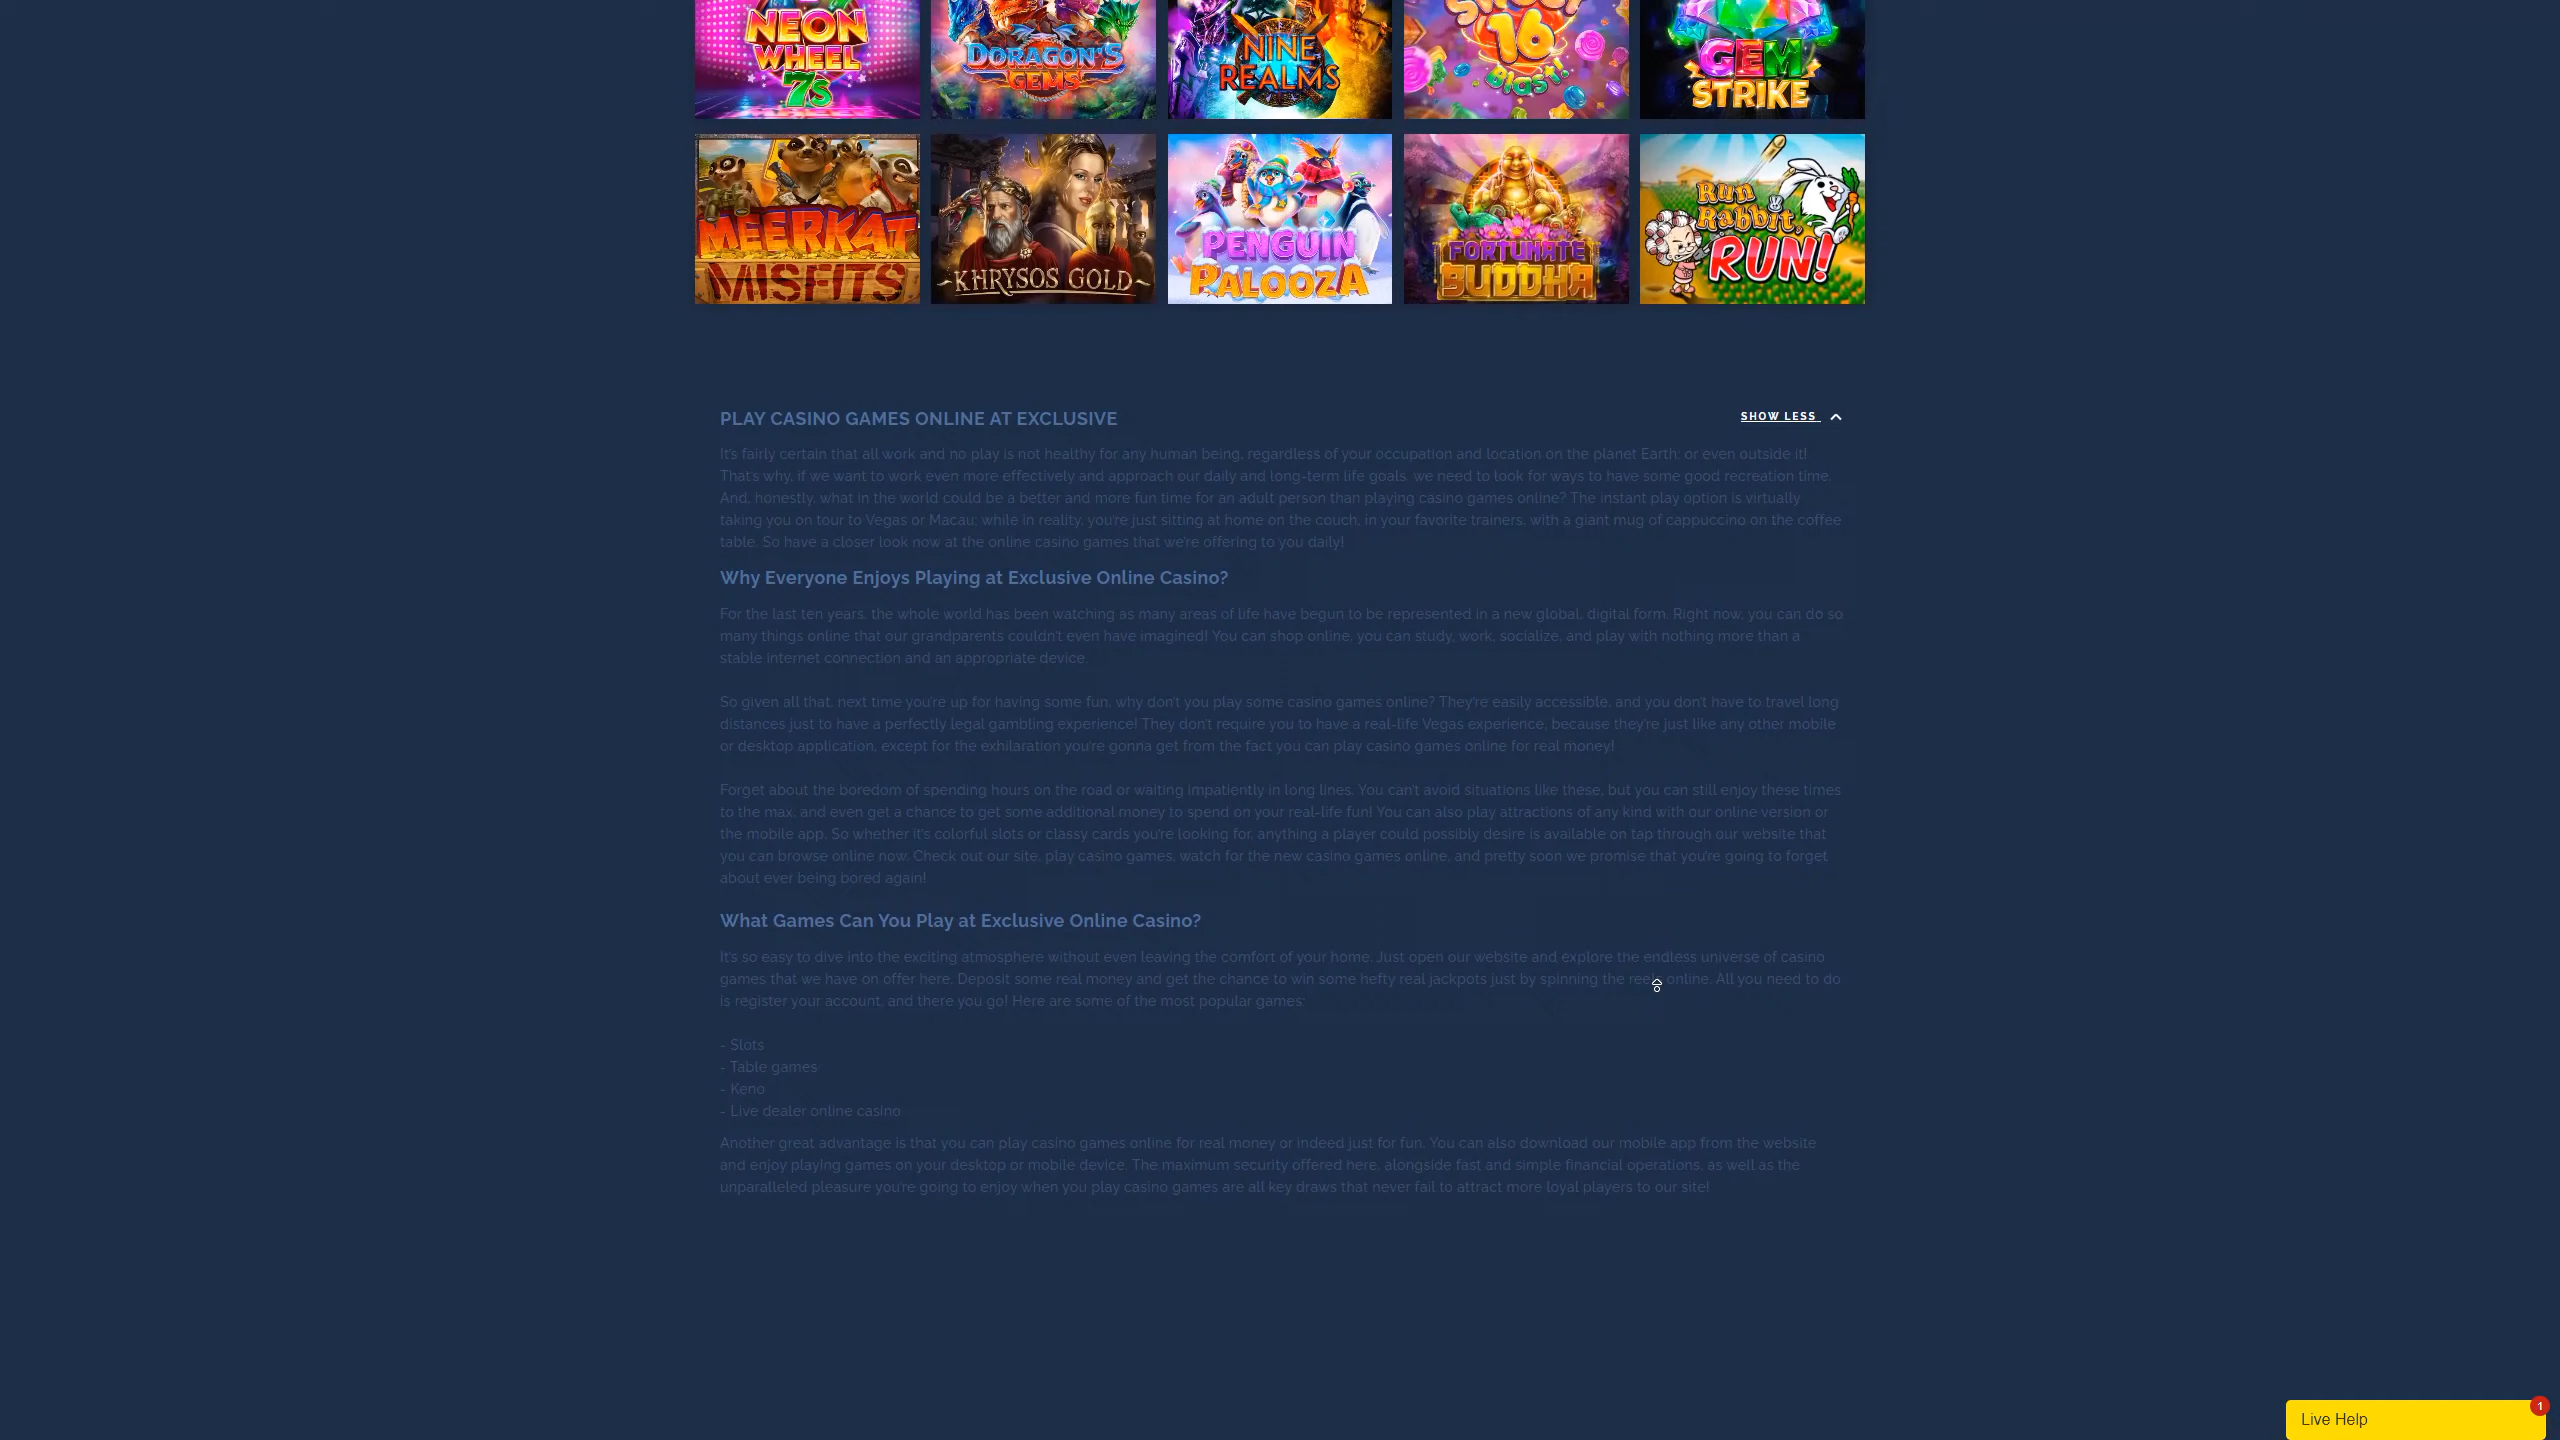 NEON
WHEEL
7s
DORAGON'S
GEMS
NINE
REALMS
16
Blast!
GEM
STRIKE
MEERKAT
MISFITS
KHRYSOS GOLD
PENGUIN
PALOOZA
FORTUNATE
BUDDHA
Run
Rabbit,
RUN!
PLAY CASINO GAMES ONLINE AT EXCLUSIVE
SHOW LESS
It's fairly certain that all work and no play is not healthy for any human being, regardless of your occupation and location on the planet Earth; or even outside it!
That's why, if we want to work even more effectively and approach our daily and long-term life goals, we need to look for ways to have some good recreation time.
And, honestly, what in the world could be a better and more fun time for an adult person than playing casino games online? The instant play option is virtually
taking you on tour to Vegas or Macau; while in reality, you're just sitting at home on the couch, in your favorite trainers, with a giant mug of cappuccino on the coffee
table. So have a closer look now at the online casino games that we're offering to you daily!
Why Everyone Enjoys Playing at Exclusive Online Casino?
For the last ten years, the whole world has been watching as many areas of life have begun to be represented in a new global, digital form. Right now, you can do so
many things online that our grandparents couldn't even have imagined! You can shop online, you can study, work, socialize, and play with nothing more than a
stable internet connection and an appropriate device.
So given all that, next time you're up for having some fun, why don't you play some casino games online? They're easily accessible, and you don't have to travel long
distances just to have a perfectly legal gambling experience! They don't require you to have a real-life Vegas experience, because they're just like any other mobile
or desktop application, except for the exhilaration you're gonna get from the fact you can play casino games online for real money!
Forget about the boredom of spending hours on the road or waiting impatiently in long lines. You can't avoid situations like these, but you can still enjoy these times
to the max, and even get a chance to get some additional money to spend on your real-life fun! You can also play attractions of any kind with our online version or
the mobile app. So whether it's colorful slots or classy cards you're looking for, anything a player could possibly desire is available on tap through our website that
you can browse online now. Check out our site, play casino games, watch for the new casino games online, and pretty soon we promise that you're going to forget
about ever being bored again!
What Games Can You Play at Exclusive Online Casino?
It's so easy to dive into the exciting atmosphere without even leaving the comfort of your home. Just open our website and explore the endless universe of casino
games that we have on offer here. Deposit some real money and get the chance to win some hefty real jackpots just by spinning the reels online. All you need to do
is register your account, and there you go! Here are some of the most popular games:
- Slots
- Table games
- Keno
- Live dealer online casino
Another great advantage is that you can play casino games online for real money or indeed just for fun. You can also download our mobile app from the website
and enjoy playing games on your desktop or mobile device. The maximum security offered here, alongside fast and simple financial operations, as well as the
unparalleled pleasure you're going to enjoy when you play casino games are all key draws that never fail to attract more loyal players to our site!
Live Help
1